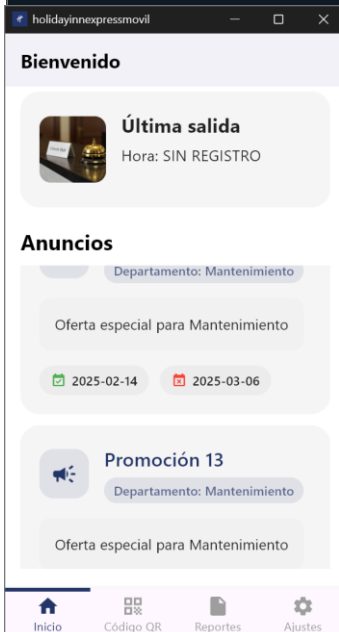 holidayinnexpressmovil
Bienvenido
Última salida
Hora: SIN REGISTRO
Anuncios
Departamento: Mantenimiento
Oferta especial para Mantenimiento
2025-02-14 2025-03-06
Promoción 13
Departamento: Mantenimiento
Oferta especial para Mantenimiento
Inicio Código QR Reportes Ajustes